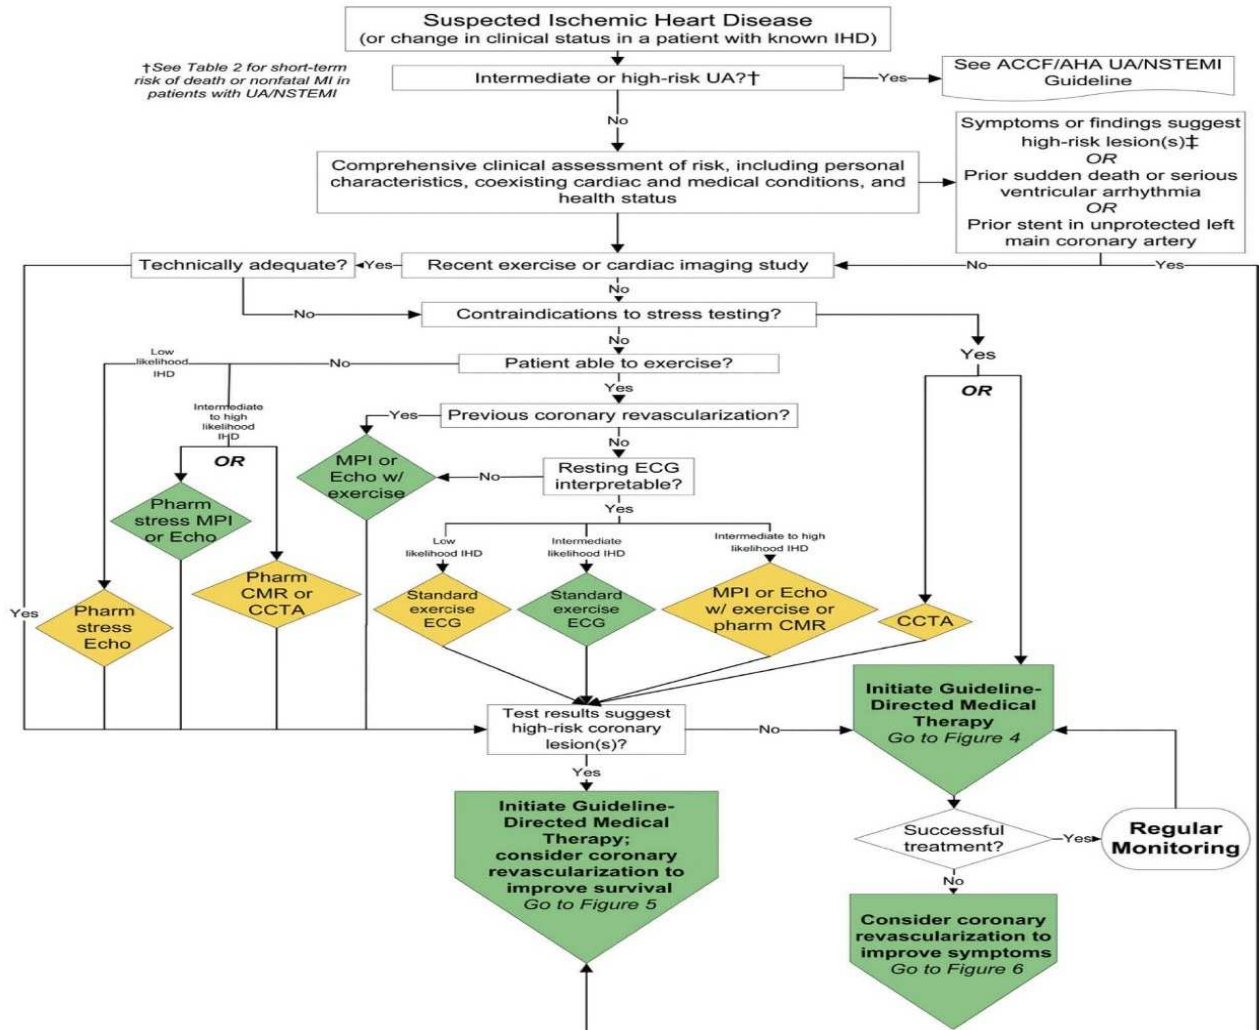 Suspected Ischemic Heart Disease
(or change in clinical status in a patient with known IHD)
†See Table 2 for short-term
risk of death or nonfatal MI in
patients with UA/NSTEMI
Intermediate or high-risk UA?†
Yes
See ACCF/AHA UA/NSTEMI
Guideline
No
Comprehensive clinical assessment of risk, including personal
characteristics, coexisting cardiac and medical conditions, and
health status
Symptoms or findings suggest
high-risk lesion(s)‡
OR
Prior sudden death or serious
ventricular arrhythmia
OR
Prior stent in unprotected left
main coronary artery
Technically adequate?
Yes
Recent exercise or cardiac imaging study
No
Yes
No
No
Contraindications to stress testing?
No
Yes
OR
Low
likelihood
IHD
No
Patient able to exercise?
Yes
Intermediate
to high
likelihood
IHD
OR
Yes
Previous coronary revascularization?
No
MPI or
Echo w/
exercise
No
Resting ECG
interpretable?
Yes
Pharm
stress MPI
or Echo
Low
likelihood IHD
Intermediate
likelihood IHD
Intermediate to high
likelihood IHD
Pharm
CMR or
CCTA
Yes
Pharm
stress
Echo
Standard
exercise
ECG
Standard
exercise
ECG
MPI or Echo
w/ exercise or
pharm CMR
CCTA
Test results suggest
high-risk coronary
lesion(s)?
No
Initiate Guideline-
Directed Medical
Therapy
Go to Figure 4
Yes
Initiate Guideline-
Directed Medical
Therapy;
consider coronary
revascularization to
improve survival
Go to Figure 5
Successful
treatment?
Yes
Regular
Monitoring
No
Consider coronary
revascularization to
improve symptoms
Go to Figure 6